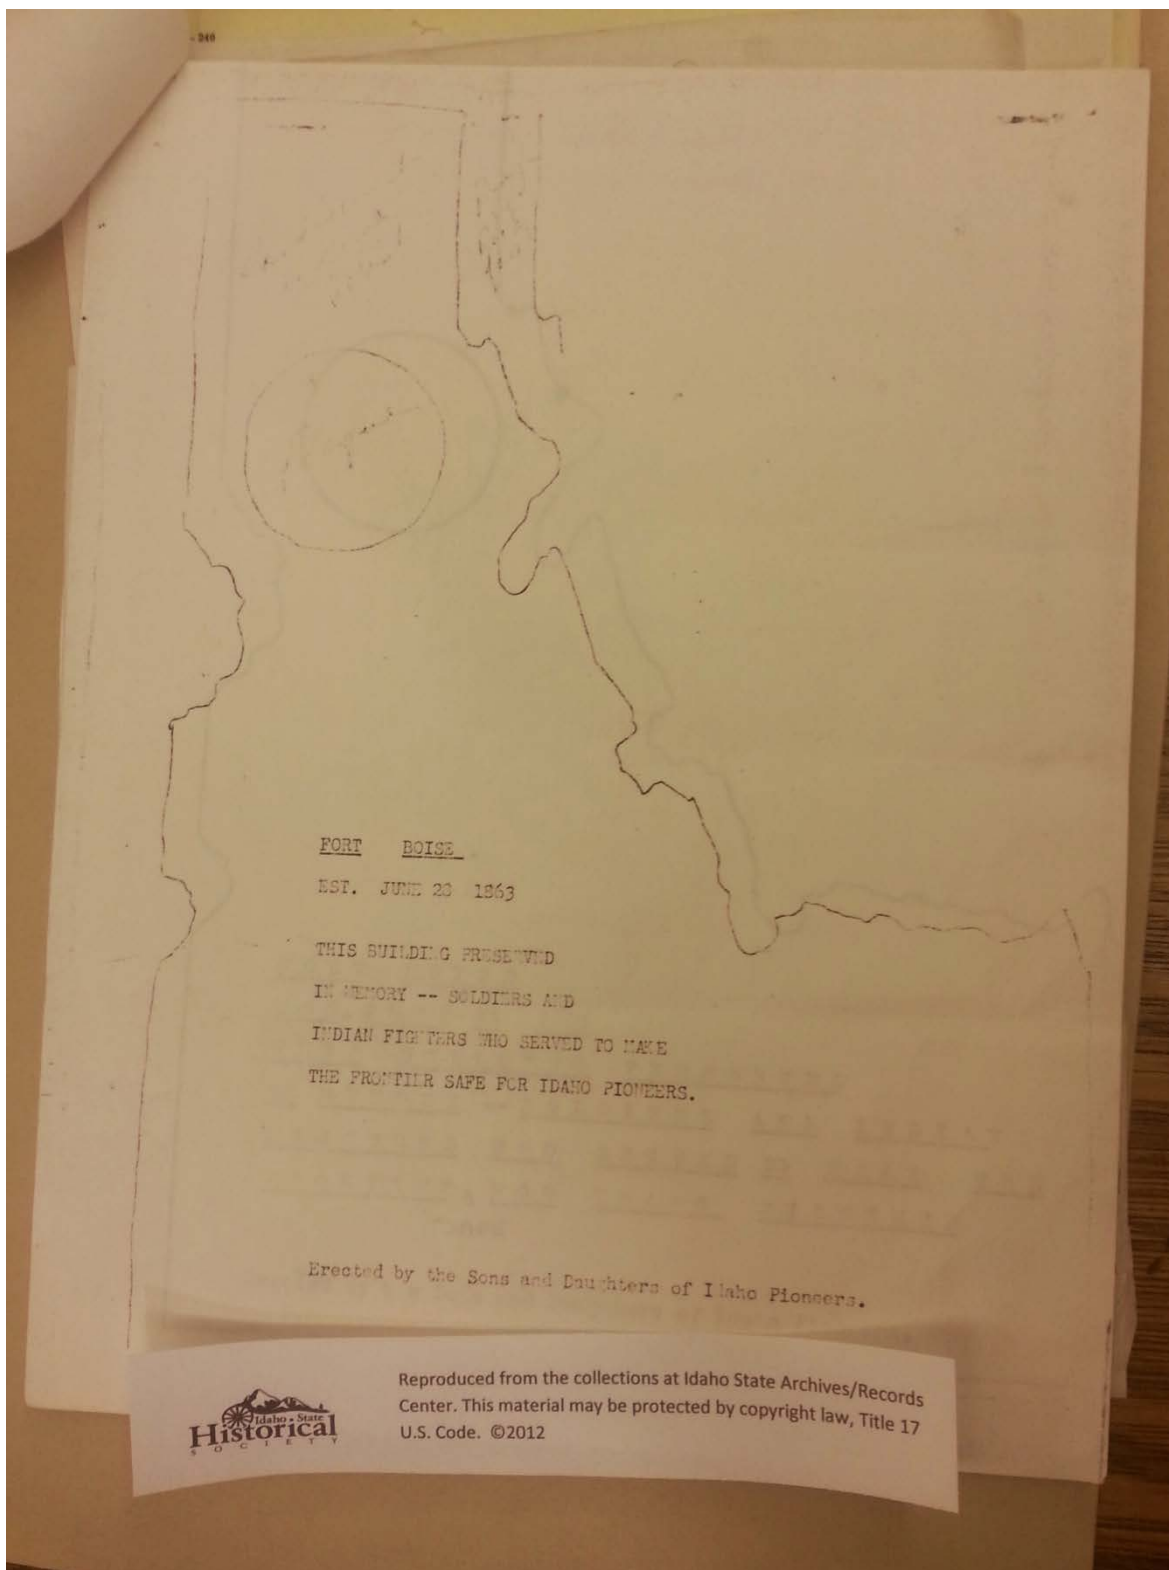 - 240
FORT BOISE
EST. JUNE 28 1863
THIS BUILDING PRESERVED
IN MEMORY -- SOLDIERS AND
INDIAN FIGHTERS WHO SERVED TO MAKE
THE FRONTIER SAFE FOR IDAHO PIONEERS.
Erected by the Sons and Daughters of Idaho Pioneers.
Idaho State
Historical
SOCIETY
Reproduced from the collections at Idaho State Archives/Records
Center. This material may be protected by copyright law, Title 17
U.S. Code. ©2012